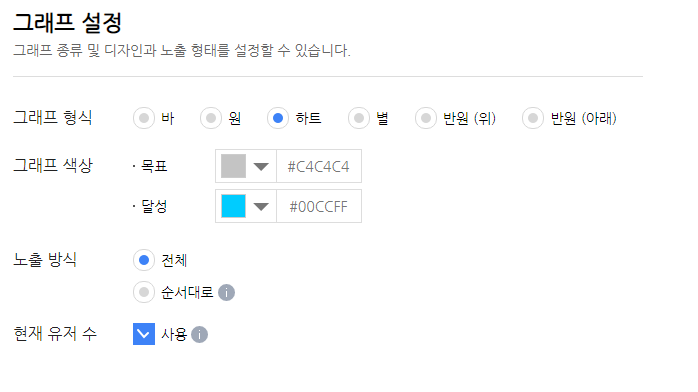 그래프 설정
그래프 종류 및 디자인과 노출 형태를 설정할 수 있습니다.
그래프 형식 바 원 하트 별 반원 (위) 반원 (아래)
그래프 색상 · 목표 #C4C4C4
· 달성 #00CCFF
노출 방식 전체
순서대로 i
현재 유저 수 사용 i